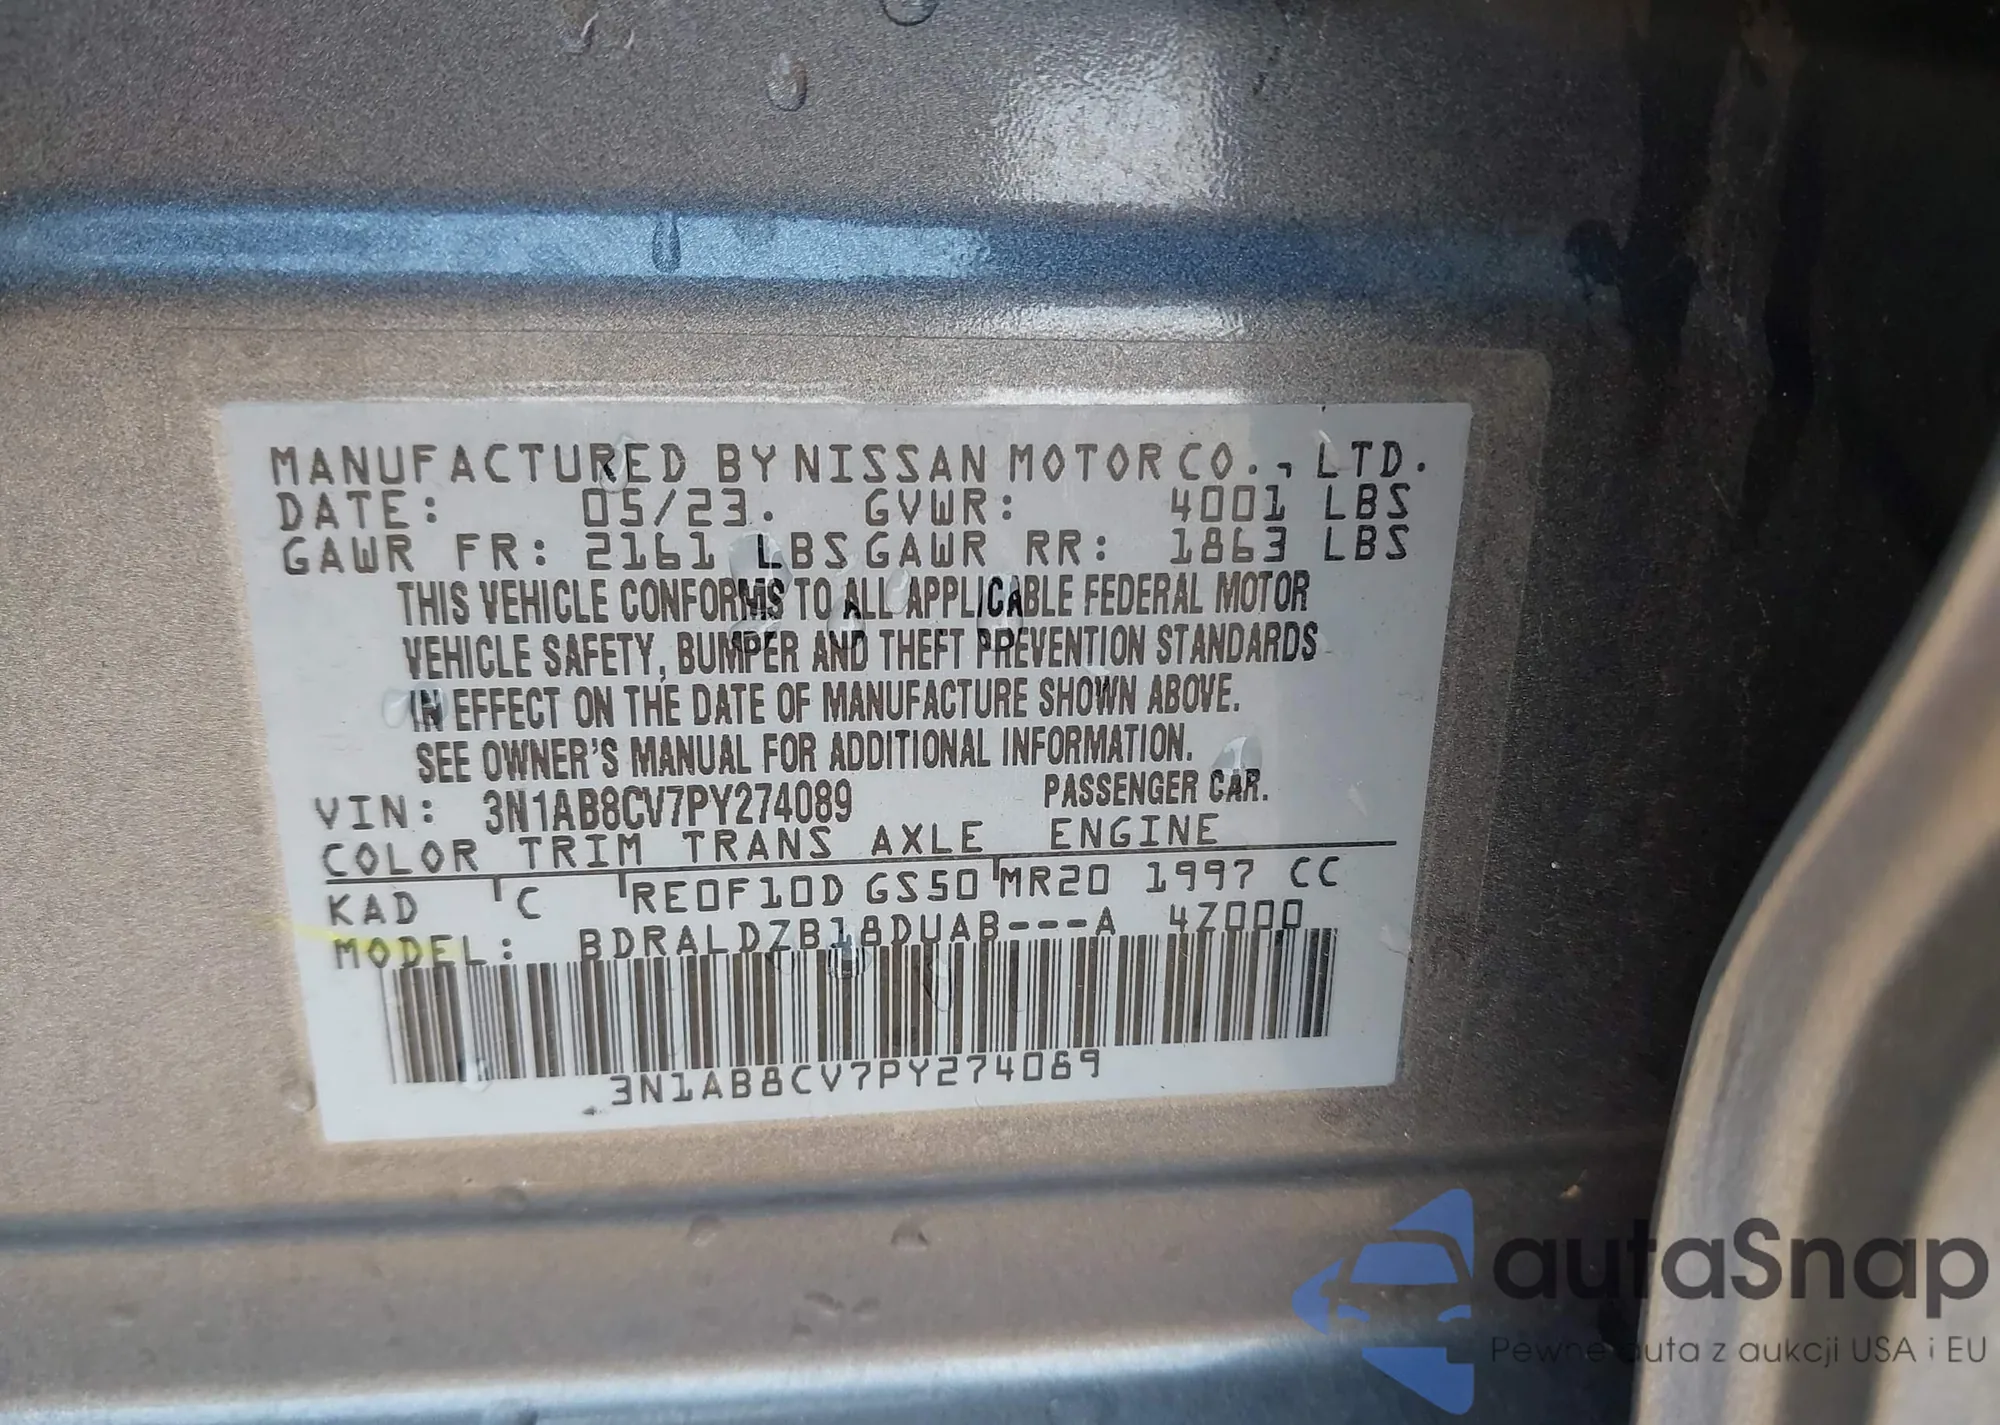 MANUFACTURED BY NISSAN MOTOR CO., LTD.
DATE: 05/23. GVWR: 4001 LBS
GAWR FR: 2161 LBS GAWR RR: 1863 LBS
THIS VEHICLE CONFORMS TO ALL APPLICABLE FEDERAL MOTOR
VEHICLE SAFETY, BUMPER AND THEFT PREVENTION STANDARDS
IN EFFECT ON THE DATE OF MANUFACTURE SHOWN ABOVE.
SEE OWNER'S MANUAL FOR ADDITIONAL INFORMATION.
VIN: 3N1AB8CV7PY274089 PASSENGER CAR.
COLOR TRIM TRANS AXLE ENGINE
KAD C RE0F10D GS50 MR20 1997 CC
MODEL: BDRALDZB18DUAB---A 4Z000
3N1AB8CV7PY274089
autaSnap
Pewne auta z aukcji USA i EU